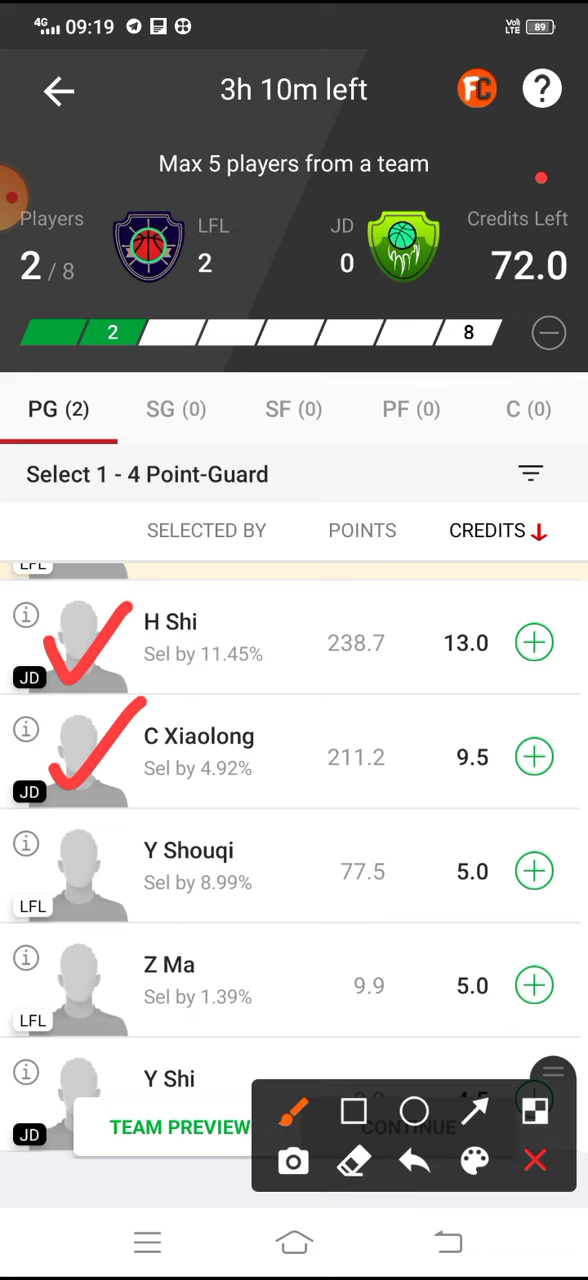 4G 09:19 VoI LTE 89
3h 10m left FC ?
Max 5 players from a team
Players LFL JD Credits Left
2 / 8 2 0 72.0
2 8
PG (2) SG (0) SF (0) PF (0) C (0)
Select 1 - 4 Point-Guard
SELECTED BY POINTS CREDITS
LFL
H Shi
Sel by 11.45% 238.7 13.0
JD
C Xiaolong
Sel by 4.92% 211.2 9.5
JD
Y Shouqi
Sel by 8.99% 77.5 5.0
LFL
Z Ma
Sel by 1.39% 9.9 5.0
LFL
Y Shi
JD
TEAM PREVIEW CONTINUE